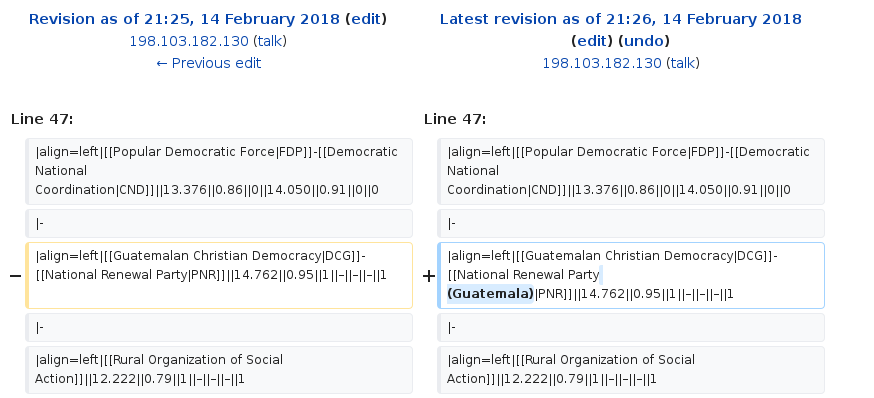 Revision as of 21:25, 14 February 2018 (edit)
198.103.182.130 (talk)
← Previous edit
Latest revision as of 21:26, 14 February 2018
(edit) (undo)
198.103.182.130 (talk)
Line 47:
Line 47:
|align=left|[[Popular Democratic Force|FDP]]-[[Democratic
National
Coordination|CND]]||13.376||0.86||0||14.050||0.91||0||0
|align=left|[[Popular Democratic Force|FDP]]-[[Democratic
National
Coordination|CND]]||13.376||0.86||0||14.050||0.91||0||0
|-
|-
−
|align=left|[[Guatemalan Christian Democracy|DCG]]-
[[National Renewal Party|PNR]]||14.762||0.95||1||–||–||–||1
+
|align=left|[[Guatemalan Christian Democracy|DCG]]-
[[National Renewal Party
(Guatemala)|PNR]]||14.762||0.95||1||–||–||–||1
|-
|-
|align=left|[[Rural Organization of Social
Action]]||12.222||0.79||1||–||–||–||1
|align=left|[[Rural Organization of Social
Action]]||12.222||0.79||1||–||–||–||1